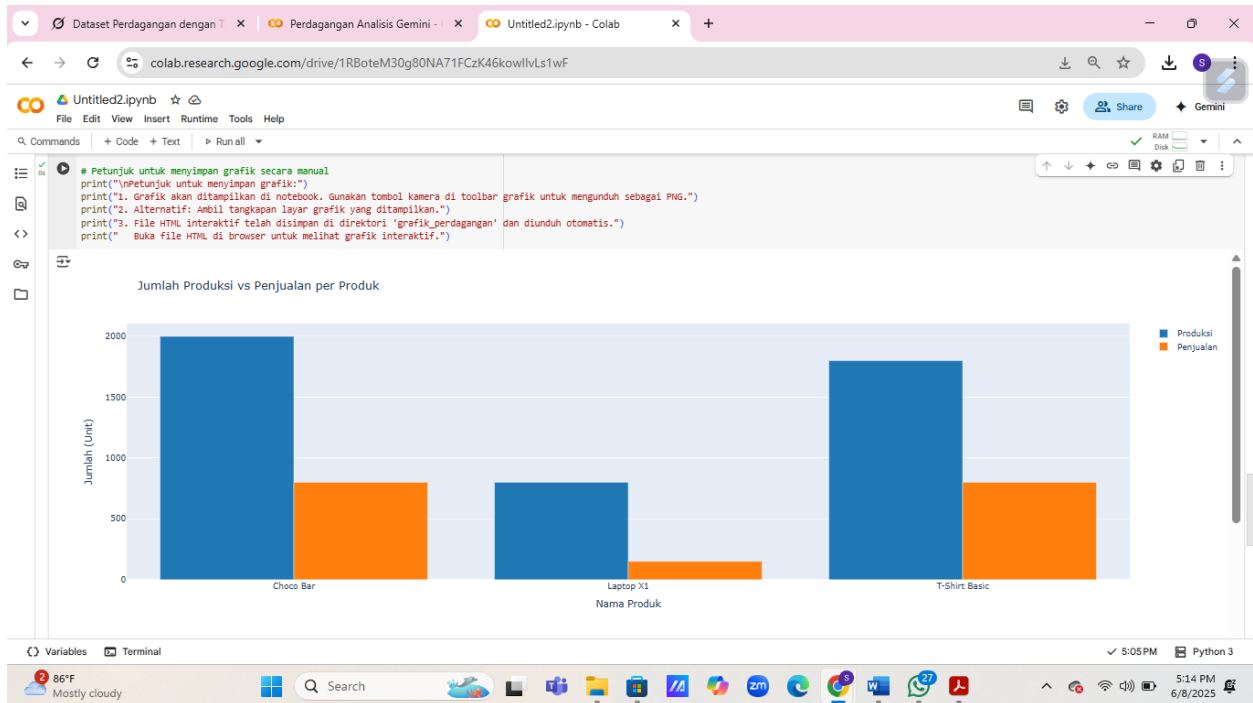 Dataset Perdagangan dengan T
Perdagangan Analisis Gemini -
Untitled2.ipynb - Colab
colab.research.google.com/drive/1RBoteM30g80NA71FCzK46kowlIvLs1wF
S
CO
Untitled2.ipynb
File Edit View Insert Runtime Tools Help
Share
Gemini
Commands + Code + Text Run all
RAM
Disk
0s
# Petunjuk untuk menyimpan grafik secara manual
print("\nPetunjuk untuk menyimpan grafik:")
print("1. Grafik akan ditampilkan di notebook. Gunakan tombol kamera di toolbar grafik untuk mengunduh sebagai PNG.")
print("2. Alternatif: Ambil tangkapan layar grafik yang ditampilkan.")
print("3. File HTML interaktif telah disimpan di direktori 'grafik_perdagangan' dan diunduh otomatis.")
print("   Buka file HTML di browser untuk melihat grafik interaktif.")
Jumlah Produksi vs Penjualan per Produk
Produksi
Penjualan
2000
1500
1000
500
0
Jumlah (Unit)
Choco Bar
Laptop X1
T-Shirt Basic
Nama Produk
Variables Terminal
5:05 PM Python 3
2
86°F
Mostly cloudy
Search
zm
S
W
27
5:14 PM
6/8/2025